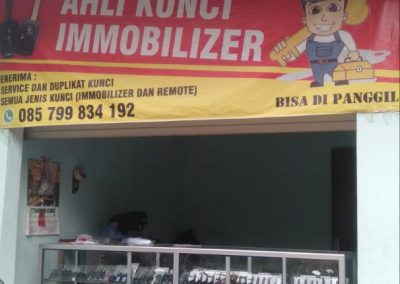 AHLI KUNCI
IMMOBILIZER
PENERIMA :
SERVICE DAN DUPLIKAT KUNCI
SEMUA JENIS KUNCI (IMMOBILIZER DAN REMOTE)
085 799 834 192
BISA DI PANGGIL